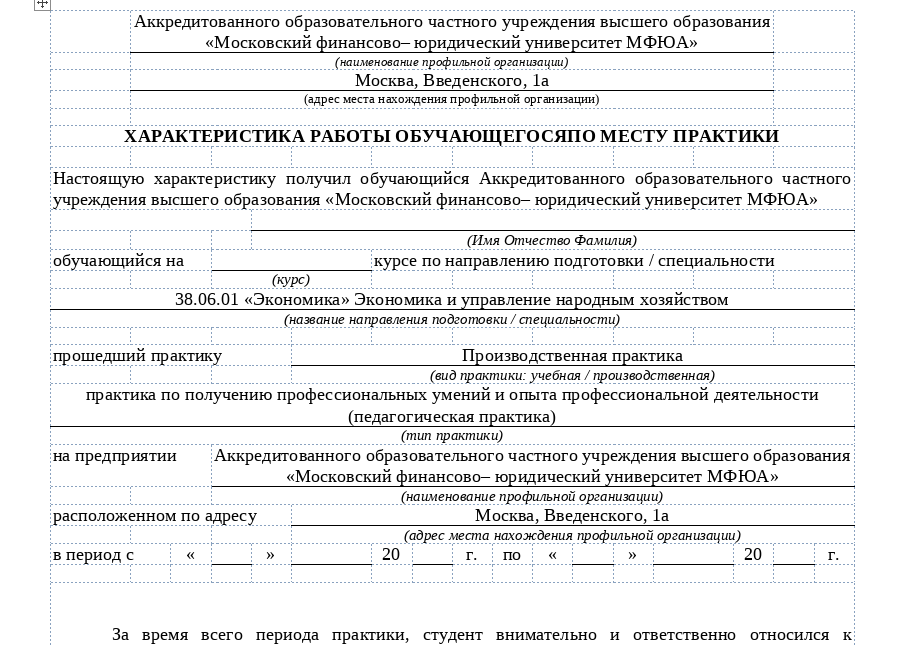 Аккредитованного образовательного частного учреждения высшего образования
«Московский финансово– юридический университет МФЮА»
(наименование профильной организации)
Москва, Введенского, 1а
(адрес места нахождения профильной организации)
ХАРАКТЕРИСТИКА РАБОТЫ ОБУЧАЮЩЕГОСЯПО МЕСТУ ПРАКТИКИ
Настоящую характеристику получил обучающийся Аккредитованного образовательного частного
учреждения высшего образования «Московский финансово– юридический университет МФЮА»
(Имя Отчество Фамилия)
обучающийся на курсе по направлению подготовки / специальности
(курс)
38.06.01 «Экономика» Экономика и управление народным хозяйством
(название направления подготовки / специальности)
прошедший практику Производственная практика
(вид практики: учебная / производственная)
практика по получению профессиональных умений и опыта профессиональной деятельности
(педагогическая практика)
(тип практики)
на предприятии Аккредитованного образовательного частного учреждения высшего образования
«Московский финансово– юридический университет МФЮА»
(наименование профильной организации)
расположенном по адресу Москва, Введенского, 1а
(адрес места нахождения профильной организации)
в период с « » 20 г. по « » 20 г.
За время всего периода практики, студент внимательно и ответственно относился к